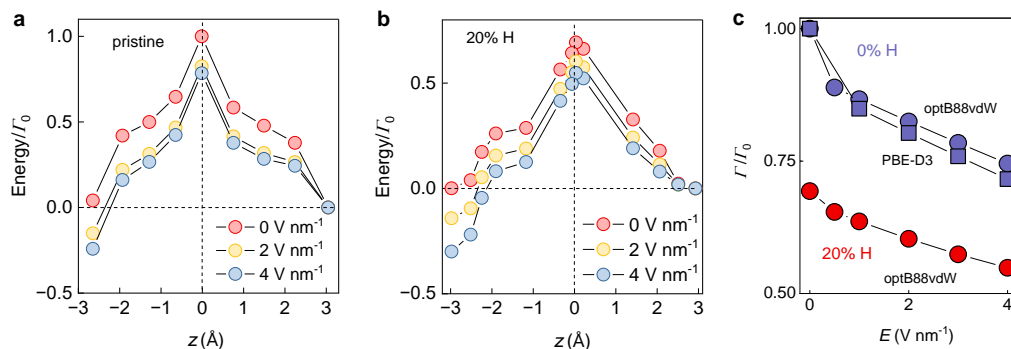 a
pristine
1.0
0.5
0.0
−0.5
Energy/Γ0
0 V nm⁻¹
2 V nm⁻¹
4 V nm⁻¹
−3 −2 −1 0 1 2 3
z (Å)
b
20% H
0.5
0.0
−0.5
Energy/Γ0
0 V nm⁻¹
2 V nm⁻¹
4 V nm⁻¹
−3 −2 −1 0 1 2 3
z (Å)
c
1.00
0.75
0.50
Γ/Γ0
0% H
optB88vdW
PBE-D3
20% H
optB88vdW
0 2 4
E (V nm⁻¹)